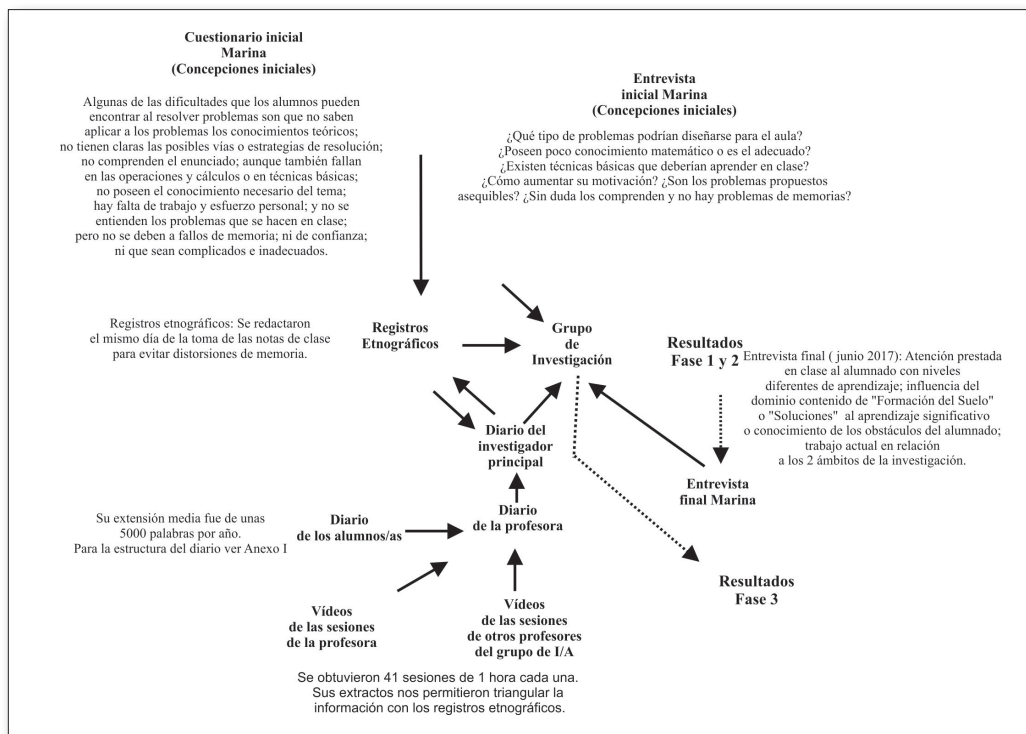 Cuestionario inicial
Marina
(Concepciones iniciales)
Algunas de las dificultades que los alumnos pueden
encontrar al resolver problemas son que no saben
aplicar a los problemas los conocimientos teóricos;
no tienen claras las posibles vías o estrategias de resolución;
no comprenden el enunciado; aunque también fallan
en las operaciones y cálculos o en técnicas básicas;
no poseen el conocimiento necesario del tema;
hay falta de trabajo y esfuerzo personal; y no se
entienden los problemas que se hacen en clase;
pero no se deben a fallos de memoria; ni de confianza;
ni que sean complicados e inadecuados.
Entrevista
inicial Marina
(Concepciones iniciales)
¿Qué tipo de problemas podrían diseñarse para el aula?
¿Poseen poco conocimiento matemático o es el adecuado?
¿Existen técnicas básicas que deberían aprender en clase?
¿Cómo aumentar su motivación? ¿Son los problemas propuestos
asequibles? ¿Sin duda los comprenden y no hay problemas de memorias?
Registros etnográficos: Se redactaron
el mismo día de la toma de las notas de clase
para evitar distorsiones de memoria.
Registros
Etnográficos
Grupo
de
Investigación
Resultados
Fase 1 y 2
Entrevista final ( junio 2017): Atención prestada
en clase al alumnado con niveles
diferentes de aprendizaje; influencia del
dominio contenido de "Formación del Suelo"
o "Soluciones" al aprendizaje significativo
o conocimiento de los obstáculos del alumnado;
trabajo actual en relación
a los 2 ámbitos de la investigación.
Diario del
investigador
principal
Entrevista
final Marina
Su extensión media fue de unas
5000 palabras por año.
Para la estructura del diario ver Anexo I
Diario
de los alumnos/as
Diario
de la profesora
Resultados
Fase 3
Vídeos
de las sesiones
de la profesora
Vídeos
de las sesiones
de otros profesores
del grupo de I/A
Se obtuvieron 41 sesiones de 1 hora cada una.
Sus extractos nos permitieron triangular la
información con los registros etnográficos.